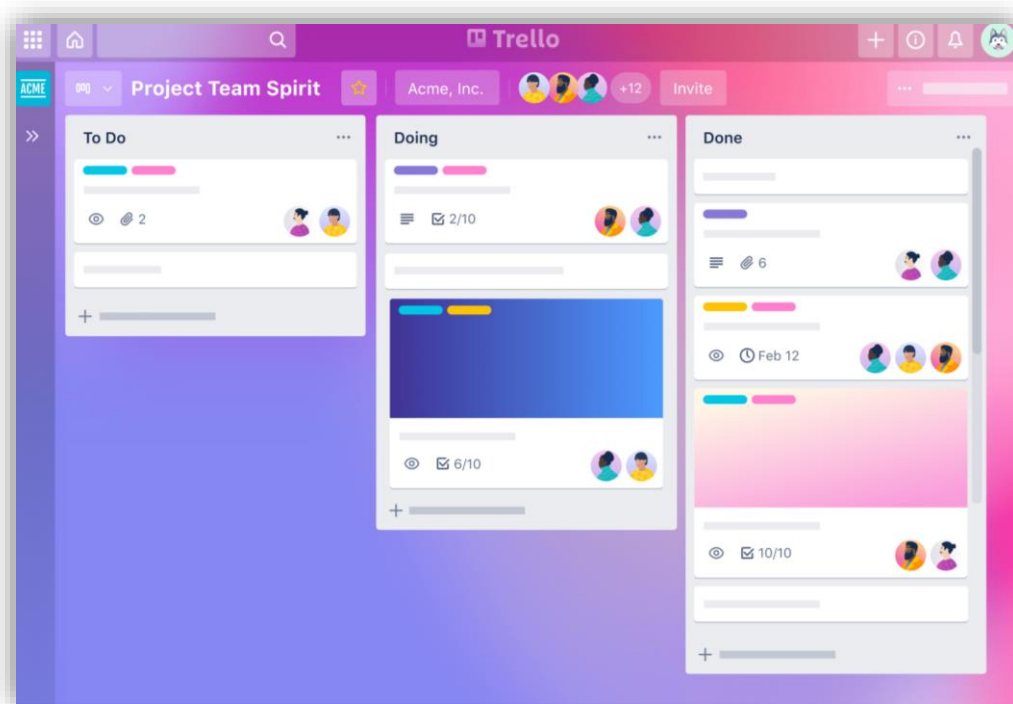 Trello
ACME
Project Team Spirit
Acme, Inc.
+12
Invite
To Do
2
Doing
2/10
6/10
Done
6
Feb 12
10/10